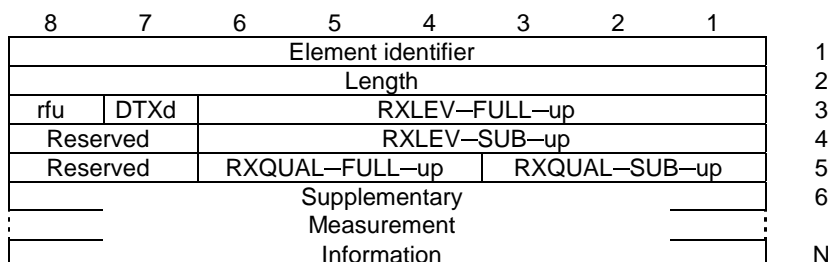 8 7 6 5 4 3 2 1
Element identifier 1
Length 2
rfu DTXd RXLEV–FULL–up 3
Reserved RXLEV–SUB–up 4
Reserved RXQUAL–FULL–up RXQUAL–SUB–up 5
Supplementary 6
Measurement
Information N